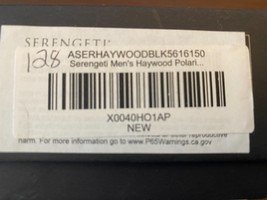 SERENGETI
128
ASERHAYWOODBLK5616150
Serengeti Men's Haywood Polari...
X0040HO1AP
NEW
reproductive
harm. For more information go to www.P65Warnings.ca.gov